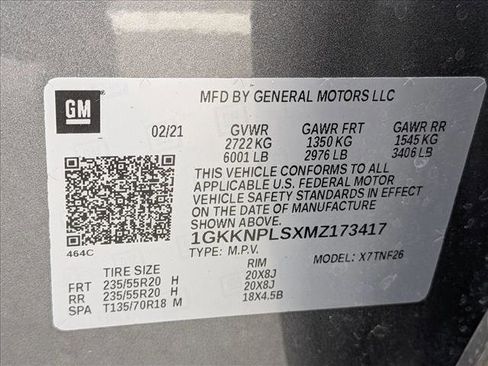 GM
MFD BY GENERAL MOTORS LLC
02/21 GVWR GAWR FRT GAWR RR
2722 KG 1350 KG 1545 KG
6001 LB 2976 LB 3406 LB
THIS VEHICLE CONFORMS TO ALL
APPLICABLE U.S. FEDERAL MOTOR
VEHICLE SAFETY STANDARDS IN EFFECT
ON THE DATE OF MANUFACTURE
SHOWN ABOVE.
464C
1GKKNPLSXMZ173417
TYPE: M.P.V. MODEL: X7TNF26
TIRE SIZE RIM
FRT 235/55R20 H 20X8J
RR 235/55R20 H 20X8J
SPA T135/70R18 M 18X4.5B